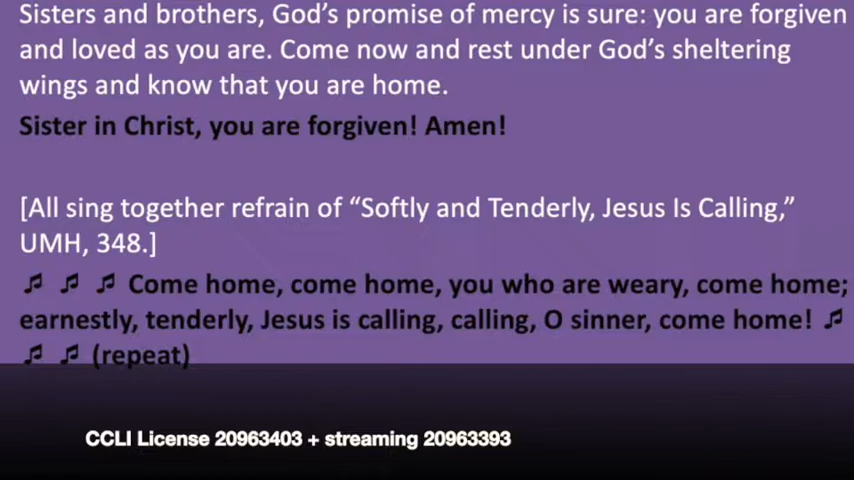 Sisters and brothers, God’s promise of mercy is sure: you are forgiven
and loved as you are. Come now and rest under God’s sheltering
wings and know that you are home.
Sister in Christ, you are forgiven! Amen!
[All sing together refrain of “Softly and Tenderly, Jesus Is Calling,”
UMH, 348.]
♫ ♫ ♫ Come home, come home, you who are weary, come home;
earnestly, tenderly, Jesus is calling, calling, O sinner, come home! ♫
♫ ♫ (repeat)
CCLI License 20963403 + streaming 20963393